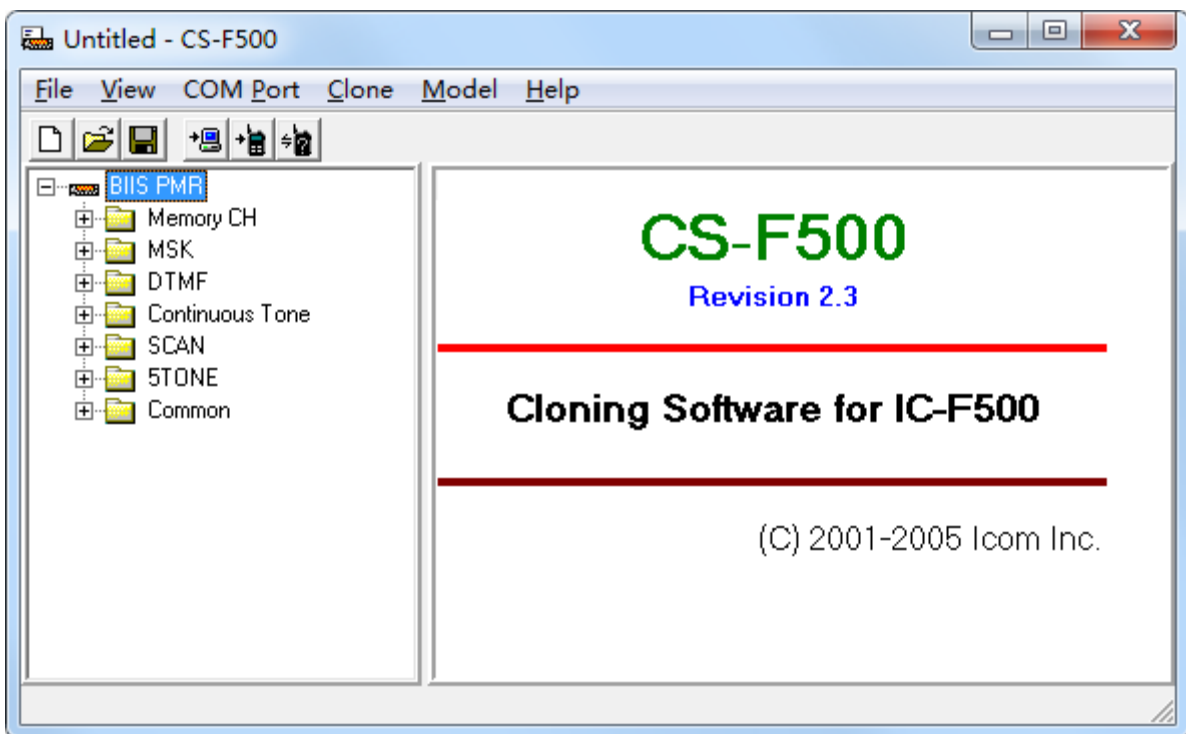 Untitled - CS-F500
File View COM Port Clone Model Help
BIIS PMR
Memory CH
MSK
DTMF
Continuous Tone
SCAN
5TONE
Common
CS-F500
Revision 2.3
Cloning Software for IC-F500
(C) 2001-2005 Icom Inc.